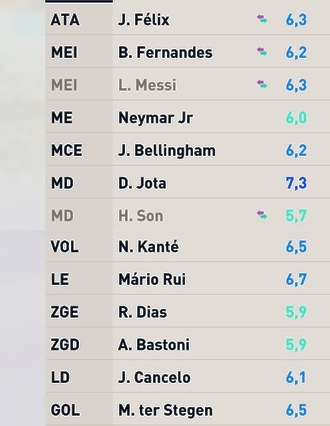 ATA J. Félix 6,3
MEI B. Fernandes 6,2
MEI L. Messi 6,3
ME Neymar Jr 6,0
MCE J. Bellingham 6,2
MD D. Jota 7,3
MD H. Son 5,7
VOL N. Kanté 6,5
LE Mário Rui 6,7
ZGE R. Dias 5,9
ZGD A. Bastoni 5,9
LD J. Cancelo 6,1
GOL M. ter Stegen 6,5